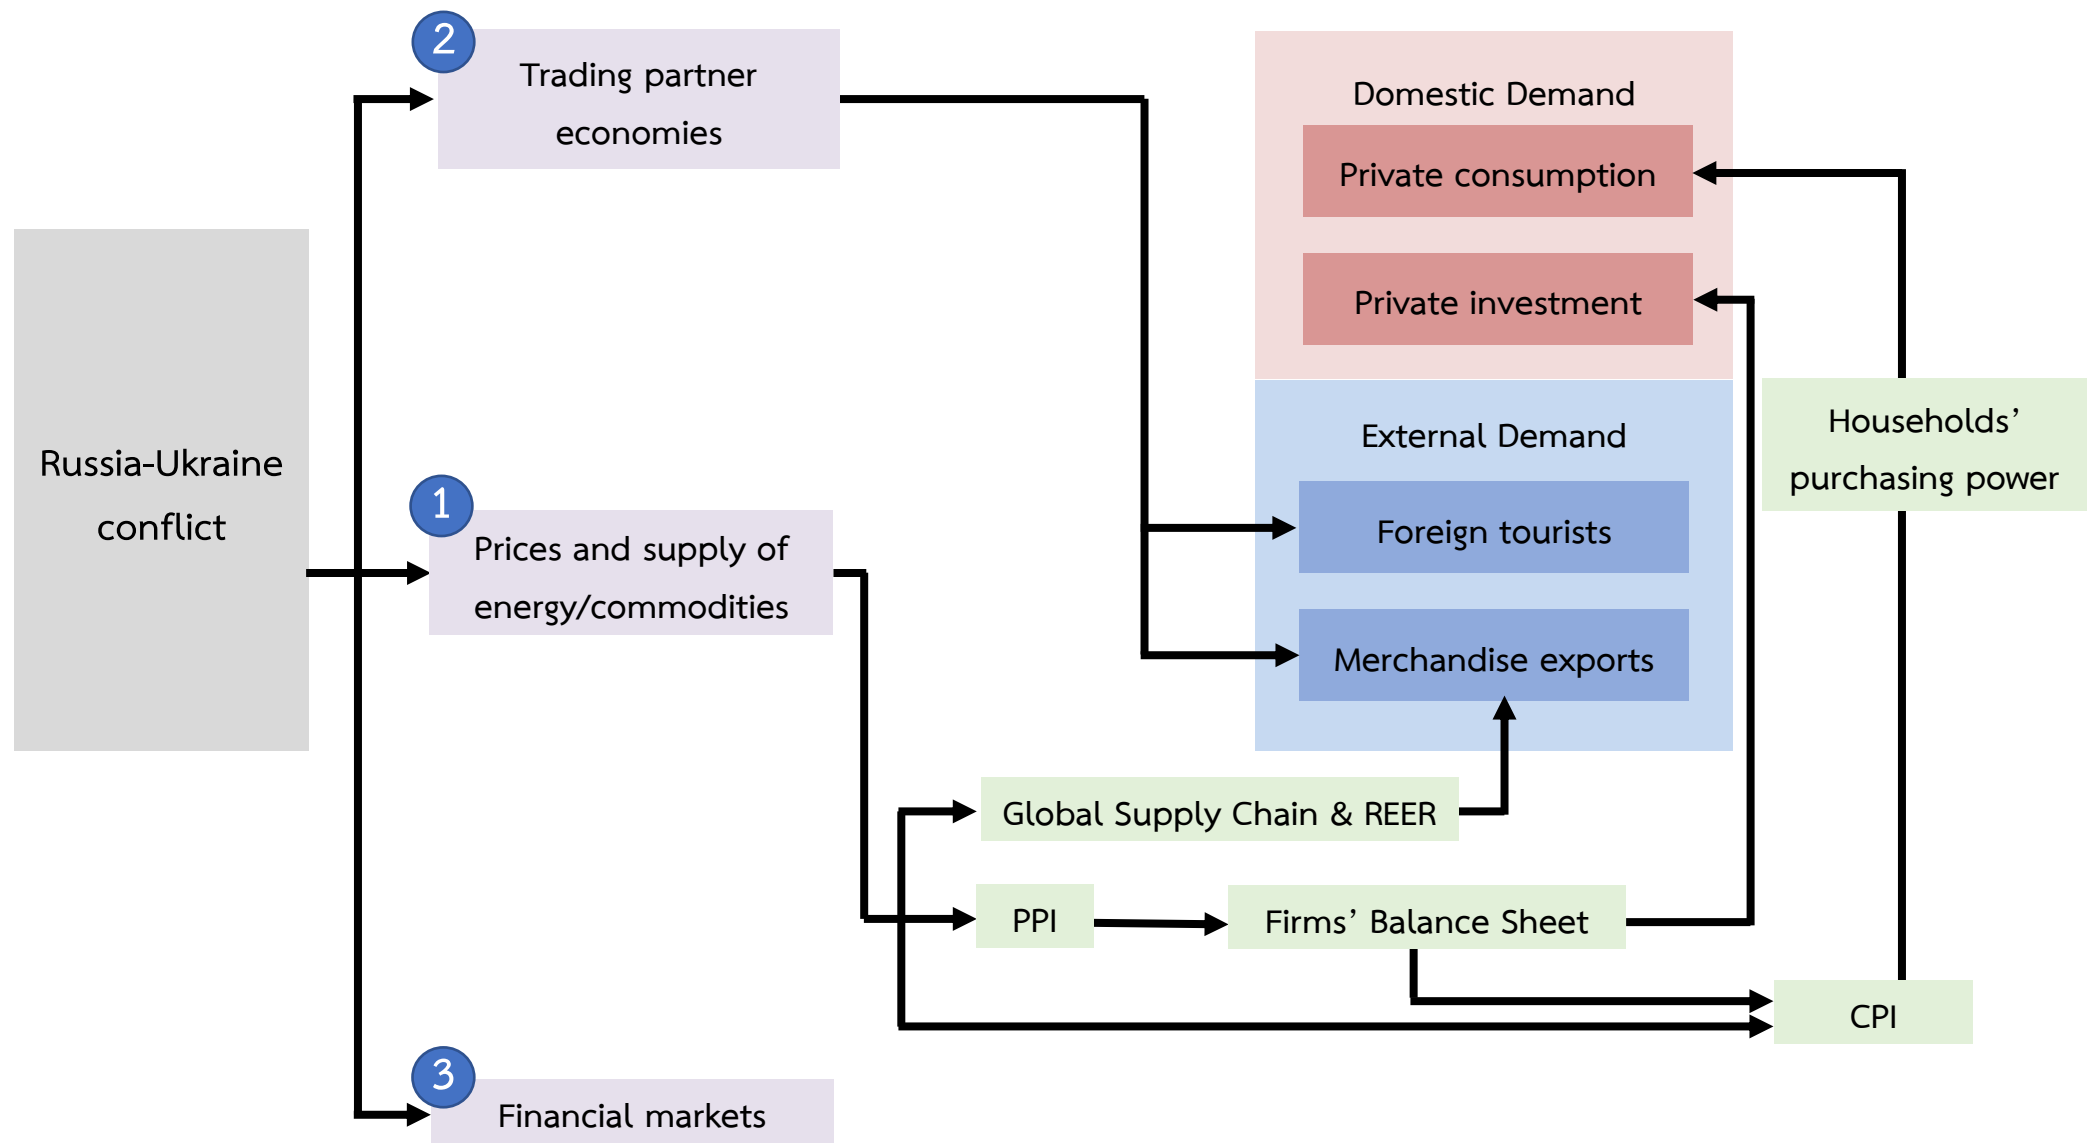 2
Trading partner
economies
Domestic Demand
Private consumption
Private investment
Russia-Ukraine
conflict
1
Prices and supply of
energy/commodities
External Demand
Foreign tourists
Merchandise exports
Households’
purchasing power
Global Supply Chain & REER
PPI
Firms’ Balance Sheet
CPI
3
Financial markets